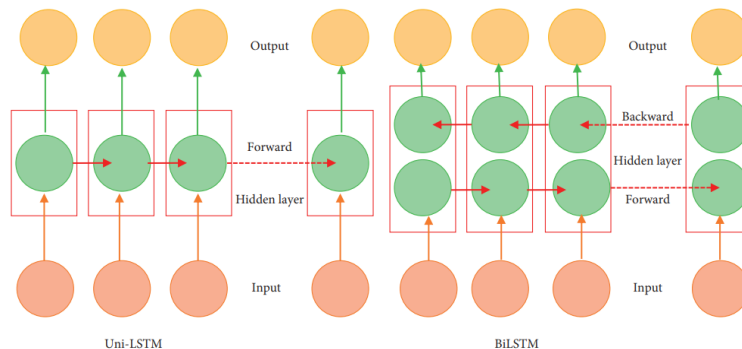 Output
Forward
Hidden layer
Input
Uni-LSTM
Output
Backward
Hidden layer
Forward
Input
BiLSTM